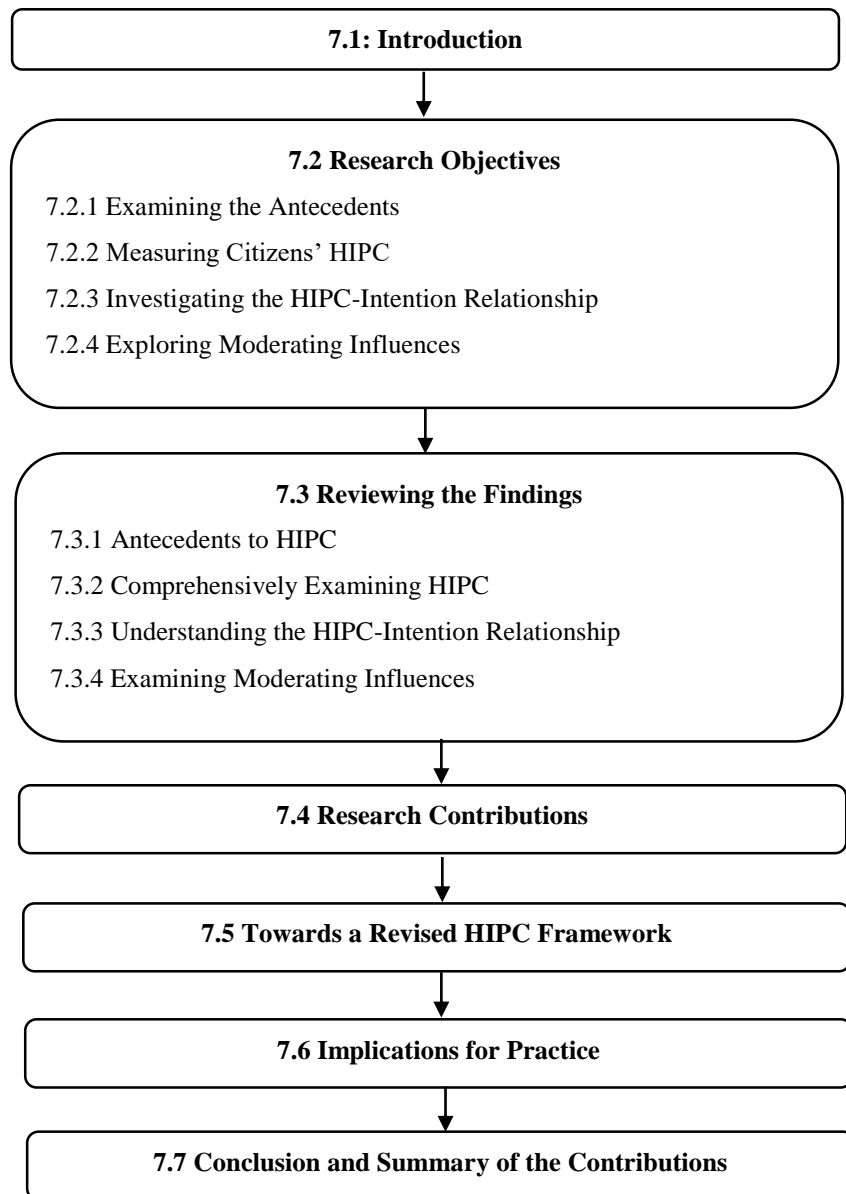 7.1: Introduction
7.2 Research Objectives
7.2.1 Examining the Antecedents
7.2.2 Measuring Citizens’ HIPC
7.2.3 Investigating the HIPC-Intention Relationship
7.2.4 Exploring Moderating Influences
7.3 Reviewing the Findings
7.3.1 Antecedents to HIPC
7.3.2 Comprehensively Examining HIPC
7.3.3 Understanding the HIPC-Intention Relationship
7.3.4 Examining Moderating Influences
7.4 Research Contributions
7.5 Towards a Revised HIPC Framework
7.6 Implications for Practice
7.7 Conclusion and Summary of the Contributions